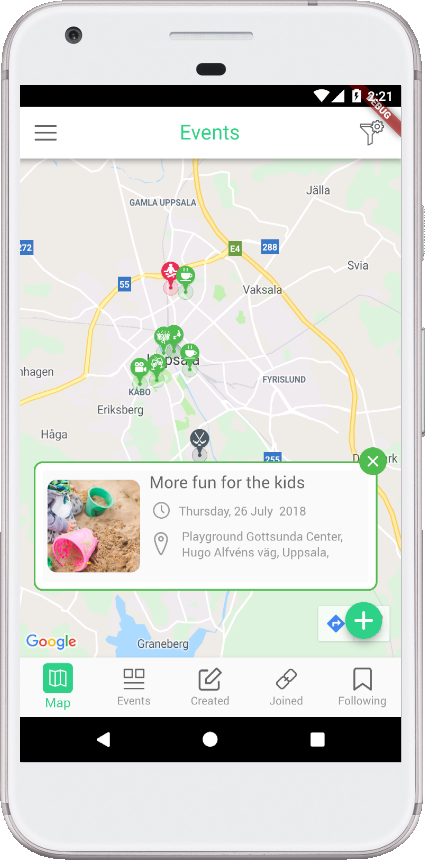 3:21
DEBUG
Events
Jälla
GAMLA UPPSALA
272
E4
288
Svia
55
Vaksala
Uppsala
nhagen
KÅBO
FYRISLUND
Eriksberg
Håga
255
More fun for the kids
Thursday, 26 July 2018
Playground Gottsunda Center,
Hugo Alfvéns väg, Uppsala,
Google
Graneberg
Map
Events
Created
Joined
Following